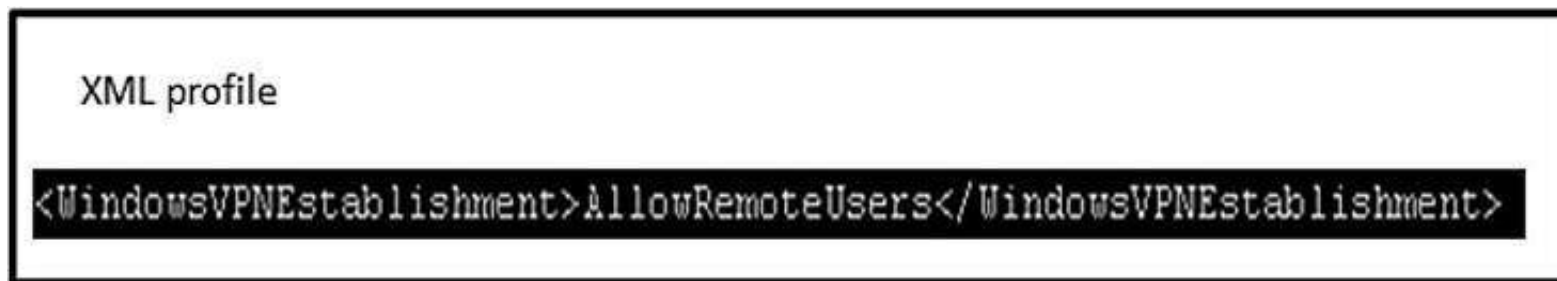 XML profile
<WindowsVPNEstablishment>AllowRemoteUsers</WindowsVPNEstablishment>